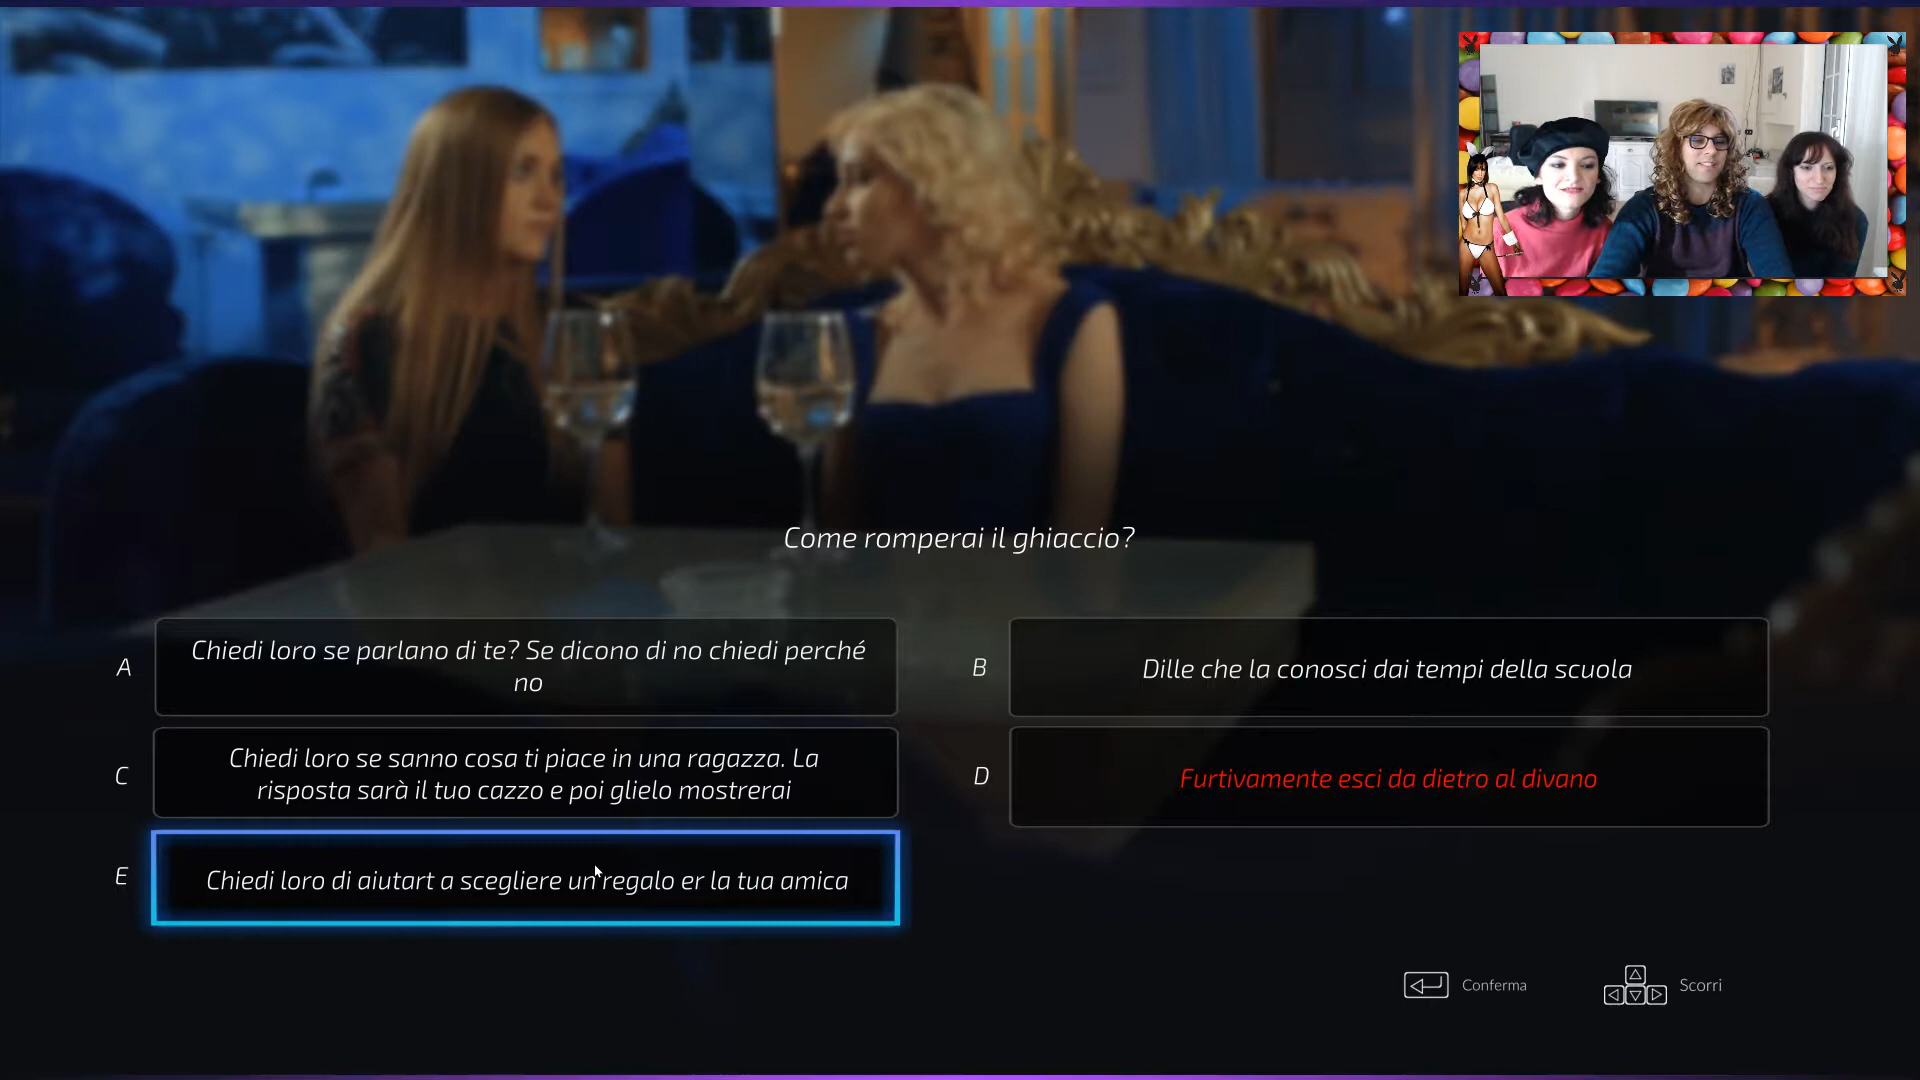 Come romperai il ghiaccio?
A
Chiedi loro se parlano di te? Se dicono di no chiedi perché
no
B
Dille che la conosci dai tempi della scuola
C
Chiedi loro se sanno cosa ti piace in una ragazza. La
risposta sarà il tuo cazzo e poi glielo mostrerai
D
Furtivamente esci da dietro al divano
E
Chiedi loro di aiutart a scegliere un regalo er la tua amica
Conferma
Scorri